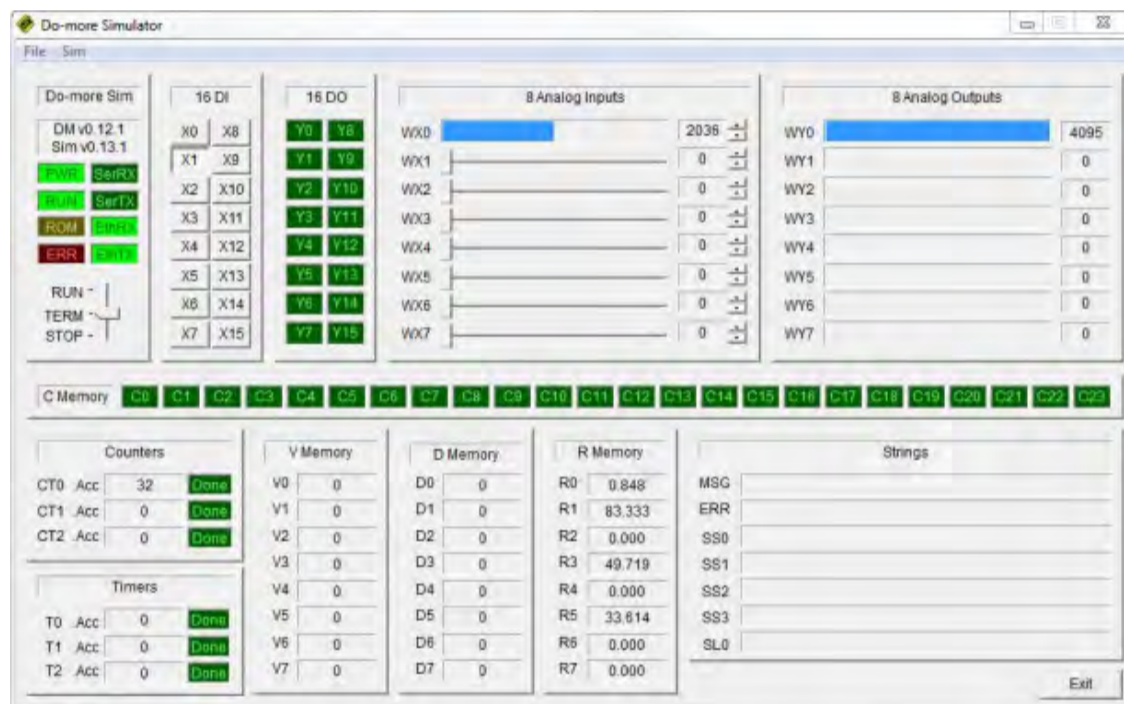 Do-more Simulator
File Sim
Do-more Sim
DM v0.12.1
Sim v0.13.1
PWR SerRX
RUN SerTX
ROM EthRX
ERR EthTX
RUN
TERM
STOP
16 DI
X0 X8
X1 X9
X2 X10
X3 X11
X4 X12
X5 X13
X6 X14
X7 X15
16 DO
Y0 Y8
Y1 Y9
Y2 Y10
Y3 Y11
Y4 Y12
Y5 Y13
Y6 Y14
Y7 Y15
8 Analog Inputs
WX0 2036
WX1 0
WX2 0
WX3 0
WX4 0
WX5 0
WX6 0
WX7 0
8 Analog Outputs
WY0 4095
WY1 0
WY2 0
WY3 0
WY4 0
WY5 0
WY6 0
WY7 0
C Memory C0 C1 C2 C3 C4 C5 C6 C7 C8 C9 C10 C11 C12 C13 C14 C15 C16 C17 C18 C19 C20 C21 C22 C23
Counters
CT0 Acc 32 Done
CT1 Acc 0 Done
CT2 Acc 0 Done
Timers
T0 Acc 0 Done
T1 Acc 0 Done
T2 Acc 0 Done
V Memory
V0 0
V1 0
V2 0
V3 0
V4 0
V5 0
V6 0
V7 0
D Memory
D0 0
D1 0
D2 0
D3 0
D4 0
D5 0
D6 0
D7 0
R Memory
R0 0.848
R1 83.333
R2 0.000
R3 49.719
R4 0.000
R5 33.614
R6 0.000
R7 0.000
Strings
MSG
ERR
SS0
SS1
SS2
SS3
SL0
Exit